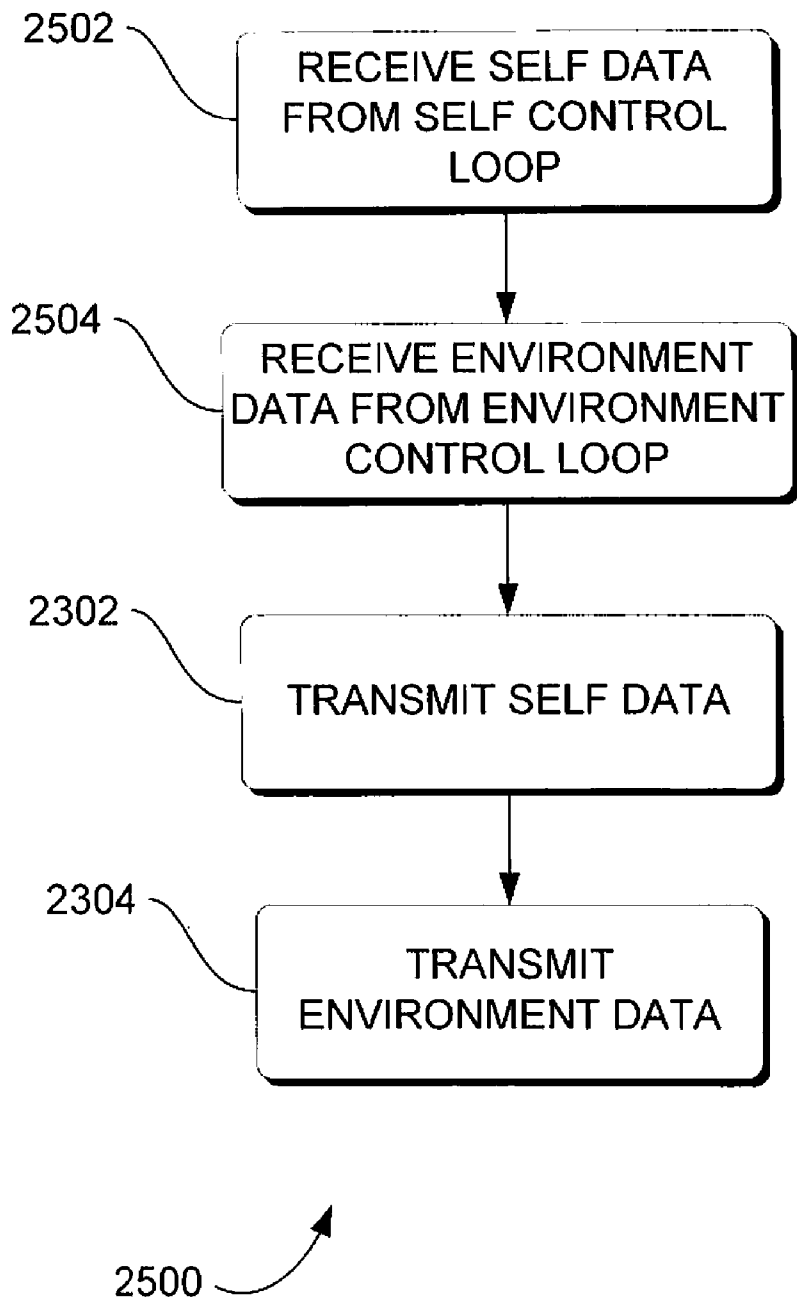 2502
RECEIVE SELF DATA
FROM SELF CONTROL
LOOP
2504
RECEIVE ENVIRONMENT
DATA FROM ENVIRONMENT
CONTROL LOOP
2302
TRANSMIT SELF DATA
2304
TRANSMIT
ENVIRONMENT DATA
2500